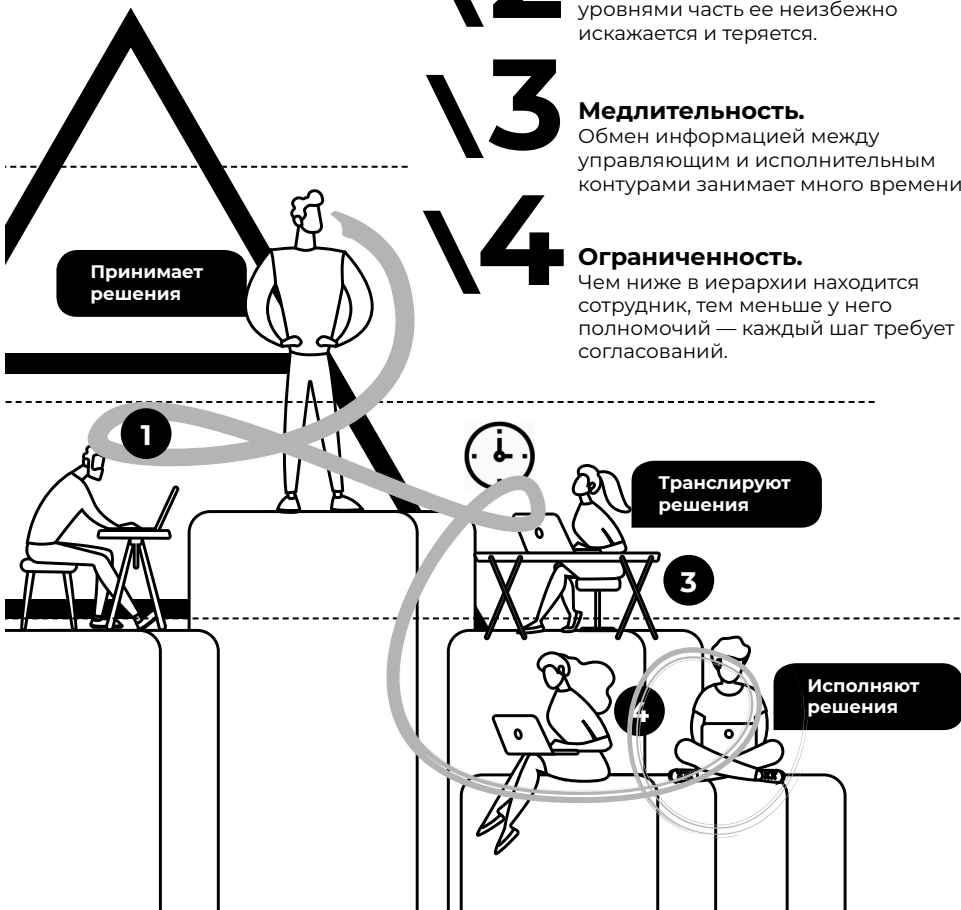 \2
уровнями часть ее неизбежно
искажается и теряется.
\3
Медлительность.
Обмен информацией между
управляющим и исполнительным
контурами занимает много времени
\4
Ограниченность.
Чем ниже в иерархии находится
сотрудник, тем меньше у него
полномочий — каждый шаг требует
согласований.
Принимает
решения
1
Транслируют
решения
3
4
Исполняют
решения